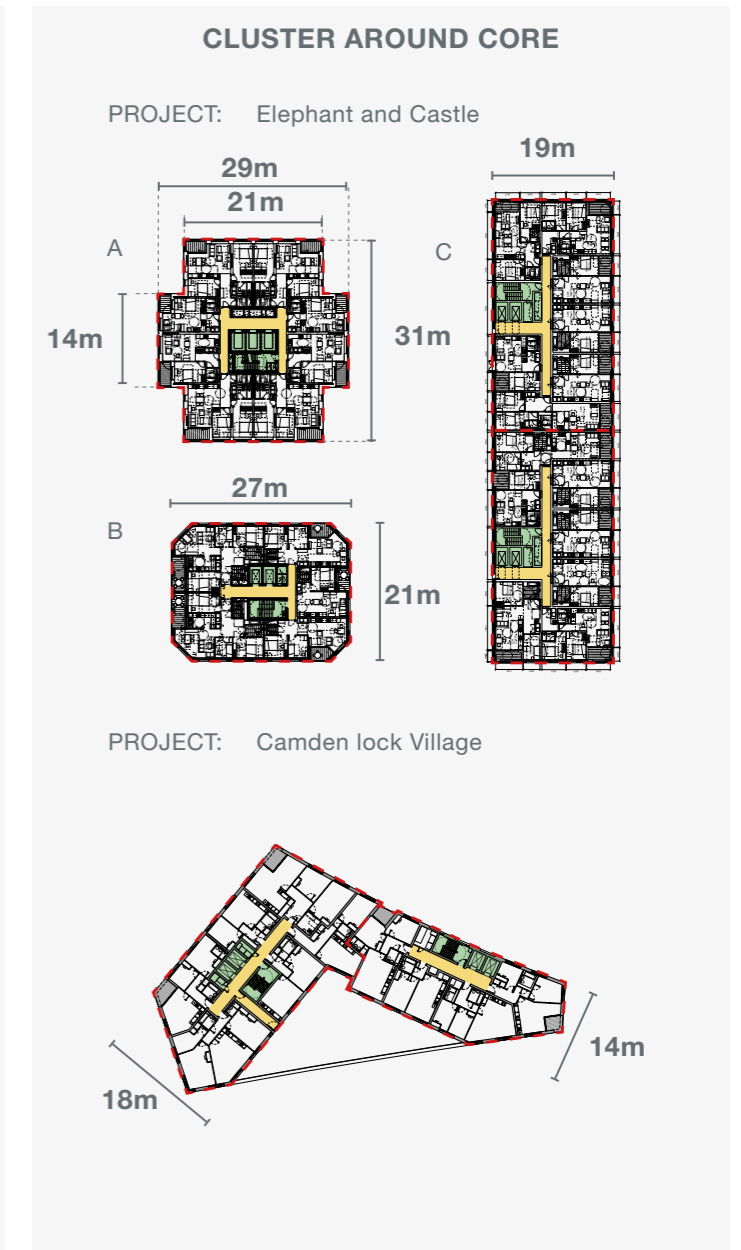 CLUSTER AROUND CORE
PROJECT: Elephant and Castle
19m
29m
21m
A
C
14m
31m
27m
B
21m
PROJECT: Camden lock Village
14m
18m